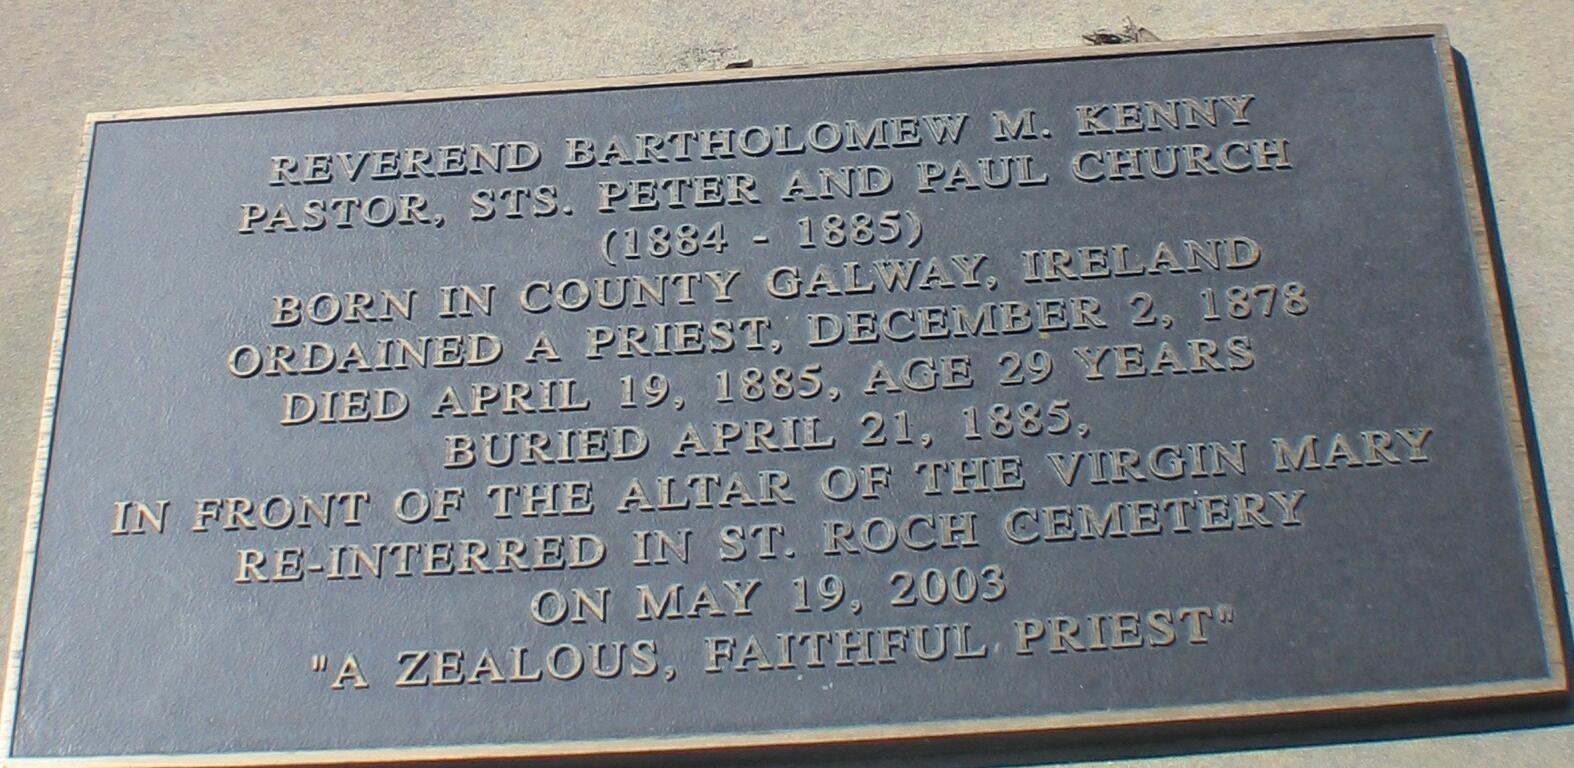 REVEREND BARTHOLOMEW M. KENNY
PASTOR, STS. PETER AND PAUL CHURCH
(1884 - 1885)
BORN IN COUNTY GALWAY, IRELAND
ORDAINED A PRIEST, DECEMBER 2, 1878
DIED APRIL 19, 1885, AGE 29 YEARS
BURIED APRIL 21, 1885,
IN FRONT OF THE ALTAR OF THE VIRGIN MARY
RE-INTERRED IN ST. ROCH CEMETERY
ON MAY 19, 2003
"A ZEALOUS, FAITHFUL PRIEST"